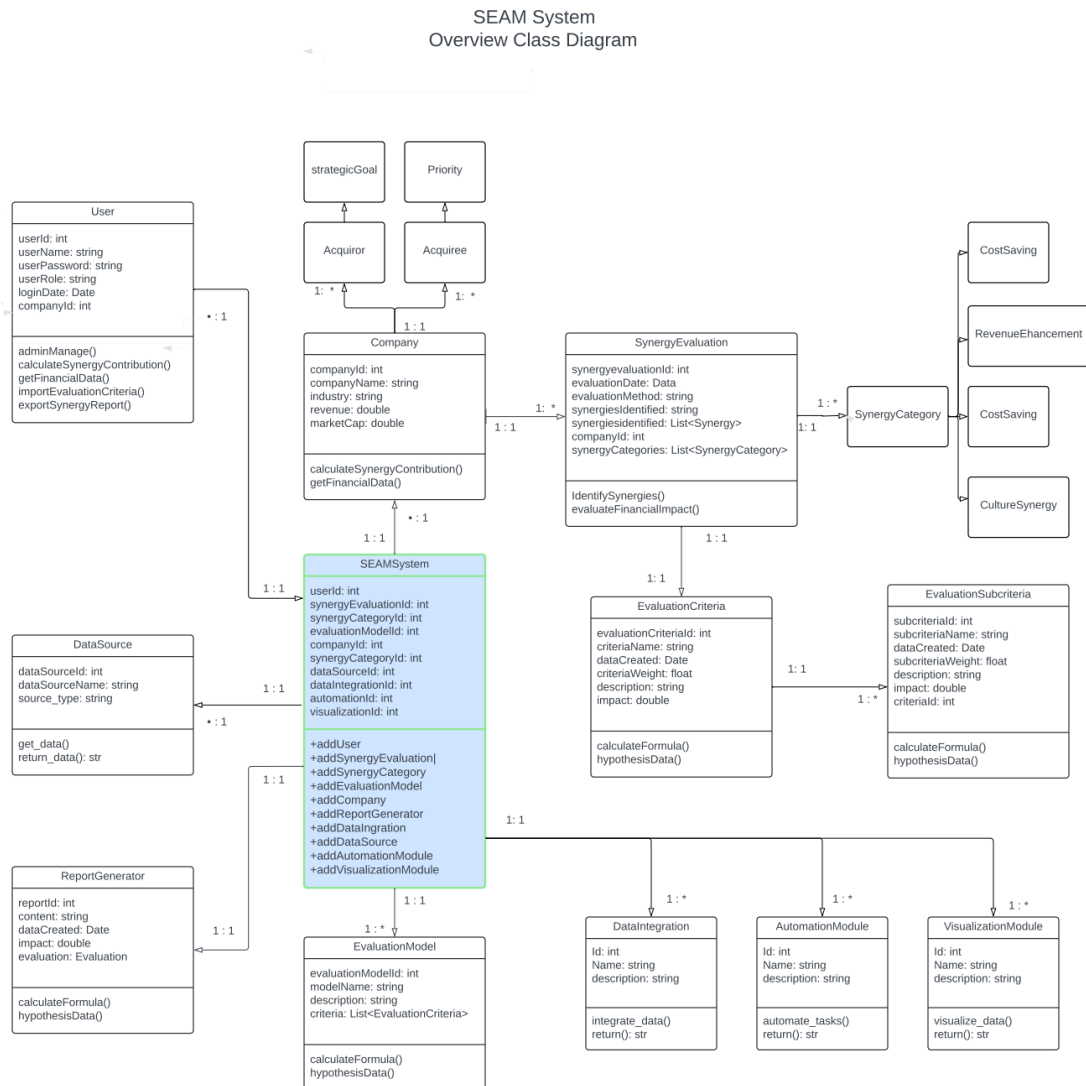 SEAM System
Overview Class Diagram
strategicGoal
Priority
Acquiror
Acquiree
1: *
1: *
1 : 1
User
userId: int
userName: string
userPassword: string
userRole: string
loginDate: Date
companyId: int
adminManage()
calculateSynergyContribution()
getFinancialData()
importEvaluationCriteria()
exportSynergyReport()
• : 1
1 : 1
Company
companyId: int
companyName: string
industry: string
revenue: double
marketCap: double
calculateSynergyContribution()
getFinancialData()
1: *
1 : 1
• : 1
1 : 1
SynergyEvaluation
synergyevaluationId: int
evaluationDate: Data
evaluationMethod: string
synergiesIdentified: string
synergiesidentified: List<Synergy>
companyId: int
synergyCategories: List<SynergyCategory>
IdentifySynergies()
evaluateFinancialImpact()
1 : *
1: 1
SynergyCategory
CostSaving
RevenueEhancement
CostSaving
CultureSynergy
1 : 1
1: 1
SEAMSystem
userId: int
synergyEvaluationId: int
synergyCategoryId: int
evaluationModelId: int
companyId: int
synergyCategoryId: int
dataSourceId: int
dataIntegrationId: int
automationId: int
visualizationId: int
+addUser
+addSynergyEvaluation|
+addSynergyCategory
+addEvaluationModel
+addCompany
+addReportGenerator
+addDataIngration
+addDataSource
+addAutomationModule
+addVisualizationModule
EvaluationCriteria
evaluationCriteriaId: int
criteriaName: string
dataCreated: Date
criteriaWeight: float
description: string
impact: double
calculateFormula()
hypothesisData()
1: 1
1 : *
EvaluationSubcriteria
subcriteriaId: int
subcriteriaName: string
dataCreated: Date
subcriteriaWeight: float
description: string
impact: double
criteriaId: int
calculateFormula()
hypothesisData()
DataSource
dataSourceId: int
dataSourceName: string
source_type: string
get_data()
return_data(): str
1 : 1
• : 1
1 : 1
ReportGenerator
reportId: int
content: string
dataCreated: Date
impact: double
evaluation: Evaluation
calculateFormula()
hypothesisData()
1 : 1
1 : 1
1 : *
EvaluationModel
evaluationModelId: int
modelName: string
description: string
criteria: List<EvaluationCriteria>
calculateFormula()
hypothesisData()
1: 1
1 : *
1 : *
1 : *
DataIntegration
Id: int
Name: string
description: string
integrate_data()
return(): str
AutomationModule
Id: int
Name: string
description: string
automate_tasks()
return(): str
VisualizationModule
Id: int
Name: string
description: string
visualize_data()
return(): str